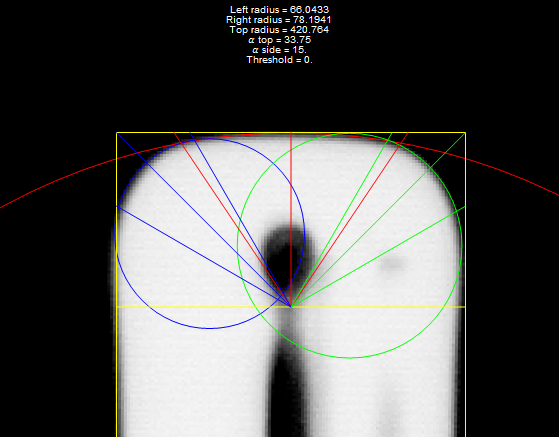 Left radius = 66.0433
Right radius = 78.1941
Top radius = 420.764
α top = 33.75
α side = 15.
Threshold = 0.